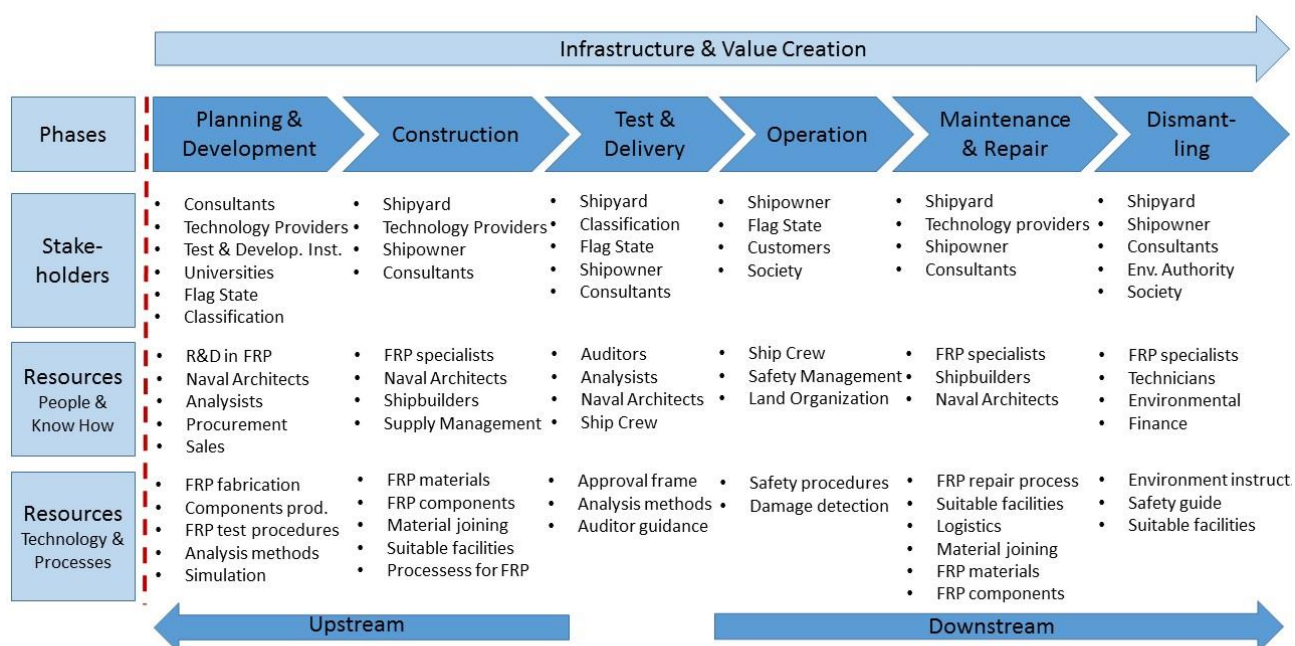 Infrastructure & Value Creation
Phases
Planning &
Development
Construction
Test &
Delivery
Operation
Maintenance
& Repair
Dismant-
ling
Stake-
holders
• Consultants
• Technology Providers
• Test & Develop. Inst.
• Universities
• Flag State
• Classification
• Shipyard
• Technology Providers
• Shipowner
• Consultants
• Shipyard
• Classification
• Flag State
• Shipowner
• Consultants
• Shipowner
• Flag State
• Customers
• Society
• Shipyard
• Technology providers
• Shipowner
• Consultants
• Shipyard
• Shipowner
• Consultants
• Env. Authority
• Society
Resources
People &
Know How
• R&D in FRP
• Naval Architects
• Analysists
• Procurement
• Sales
• FRP specialists
• Naval Architects
• Shipbuilders
• Supply Management
• Auditors
• Analysists
• Naval Architects
• Ship Crew
• Ship Crew
• Safety Management
• Land Organization
• FRP specialists
• Shipbuilders
• Naval Architects
• FRP specialists
• Technicians
• Environmental
• Finance
Resources
Technology &
Processes
• FRP fabrication
• Components prod.
• FRP test procedures
• Analysis methods
• Simulation
• FRP materials
• FRP components
• Material joining
• Suitable facilities
• Processess for FRP
• Approval frame
• Analysis methods
• Auditor guidance
• Safety procedures
• Damage detection
• FRP repair process
• Suitable facilities
• Logistics
• Material joining
• FRP materials
• FRP components
• Environment instruct.
• Safety guide
• Suitable facilities
Upstream
Downstream